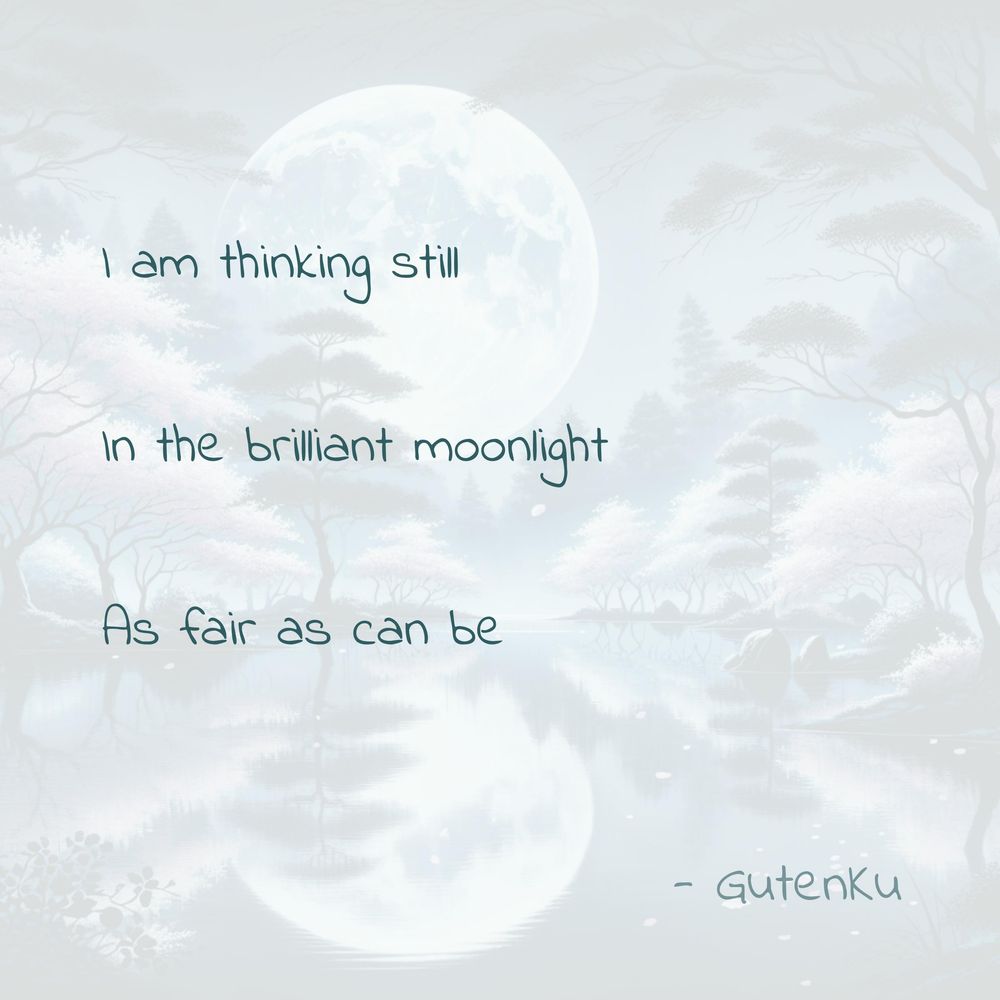 I am thinking still
In the brilliant moonlight
As fair as can be
- GutenKu